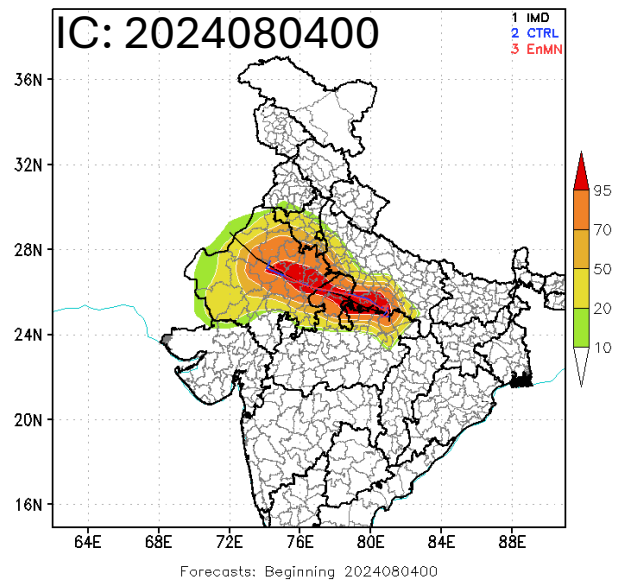 IC: 2024080400
1 IMD
2 CTRL
3 EnMN
36N
32N
28N
24N
20N
16N
95
70
50
20
10
64E 68E 72E 76E 80E 84E 88E
Forecasts: Beginning 2024080400